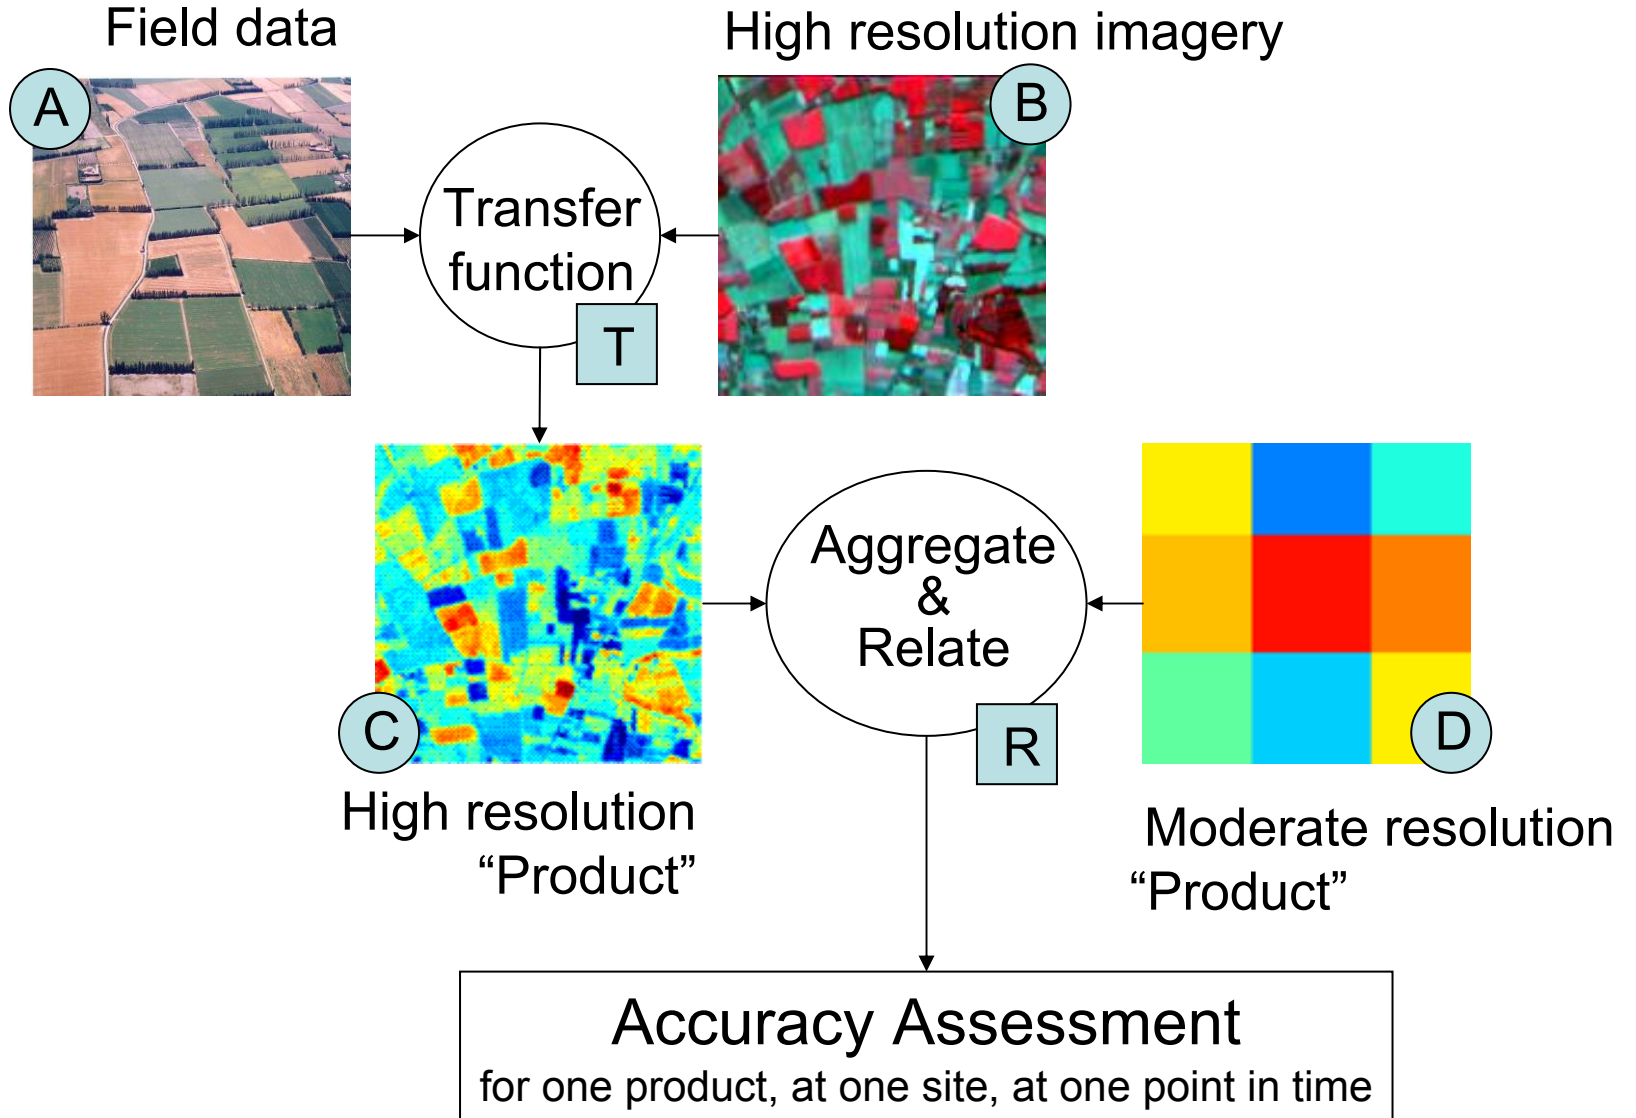 Field data
High resolution imagery
A
B
Transfer
function
T
Aggregate
&
Relate
C
R
D
High resolution
“Product”
Moderate resolution
“Product”
Accuracy Assessment
for one product, at one site, at one point in time